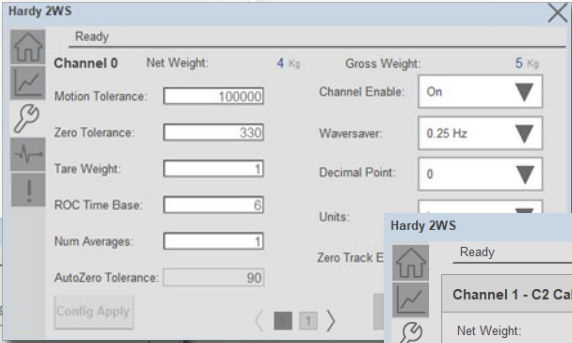 Hardy 2WS
Ready
Channel 0 Net Weight: 4 Kg Gross Weight: 5 Kg
Motion Tolerance: 100000 Channel Enable: On
Zero Tolerance: 330 Waversaver: 0.25 Hz
Tare Weight: 1 Decimal Point: 0
ROC Time Base: 6 Units:
Num Averages: 1 Zero Track E
AutoZero Tolerance: 90
Config Apply 1
Hardy 2WS
Ready
Channel 1 - C2 Cal
Net Weight: